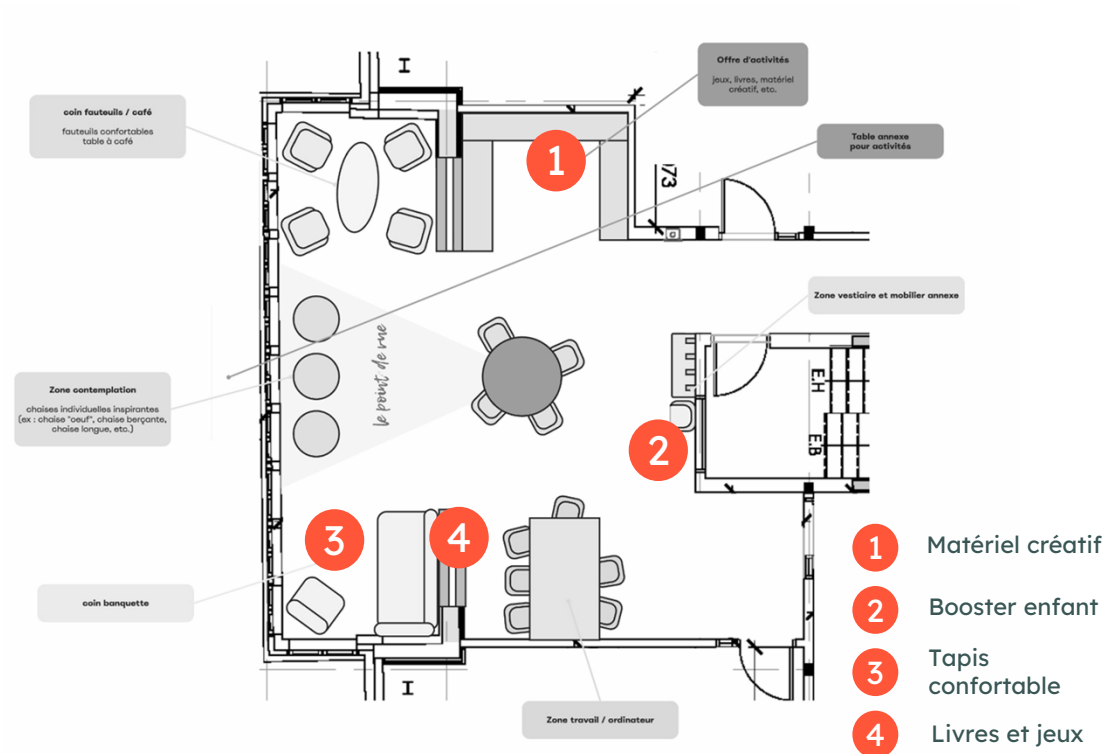 I
Offre d'activités
jeux, livres, matériel
créatif, etc.
coin fauteuils / café
fauteuils confortables
table à café
Table annexe
pour activités
1
173
Zone vestiaire et mobilier annexe
le point de vue
Zone contemplation
chaises individuelles inspirantes
(ex : chaise "oeuf", chaise berçante,
chaise longue, etc.)
E.H
E.B
2
3
4
coin banquette
I
Zone travail / ordinateur
1 Matériel créatif
2 Booster enfant
3 Tapis
confortable
4 Livres et jeux